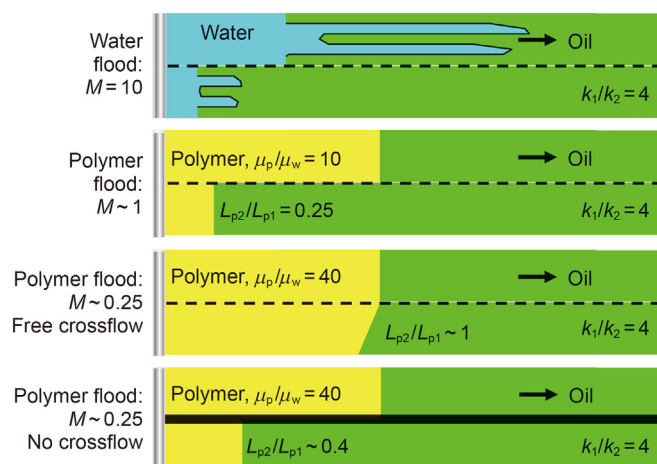 Water
flood:
M = 10
Water
Oil
k1/k2 = 4
Polymer
flood:
M ~ 1
Polymer, μp/μw = 10
Oil
Lp2/Lp1 = 0.25
k1/k2 = 4
Polymer flood:
M ~ 0.25
Free crossflow
Polymer, μp/μw = 40
Oil
Lp2/Lp1 ~ 1
k1/k2 = 4
Polymer flood:
M ~ 0.25
No crossflow
Polymer, μp/μw = 40
Oil
Lp2/Lp1 ~ 0.4
k1/k2 = 4